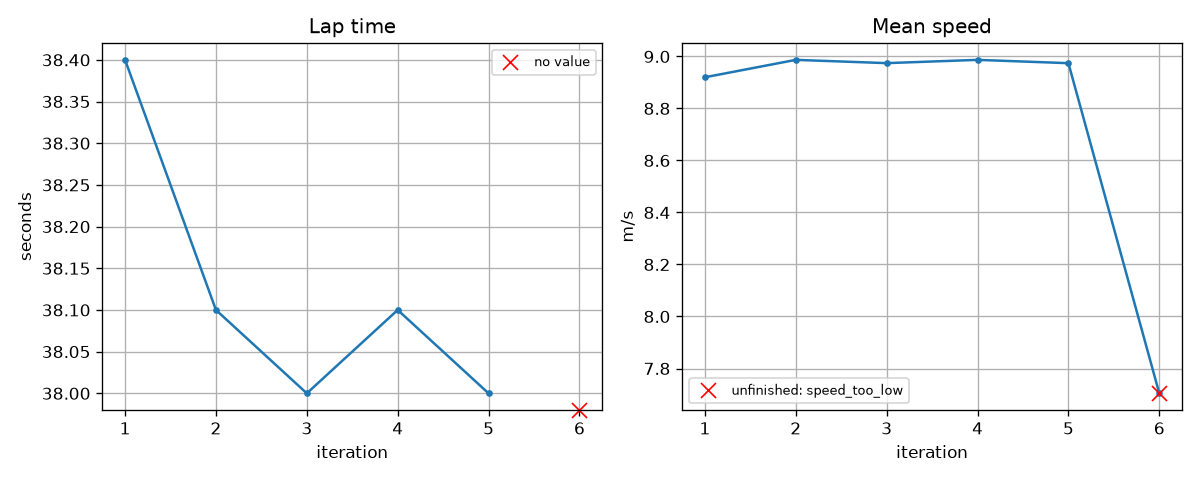 Lap time
38.40
38.35
38.30
38.25
38.20
38.15
38.10
38.05
38.00
seconds
no value
1 2 3 4 5 6
iteration
Mean speed
9.0
8.8
8.6
8.4
8.2
8.0
7.8
m/s
unfinished: speed_too_low
1 2 3 4 5 6
iteration